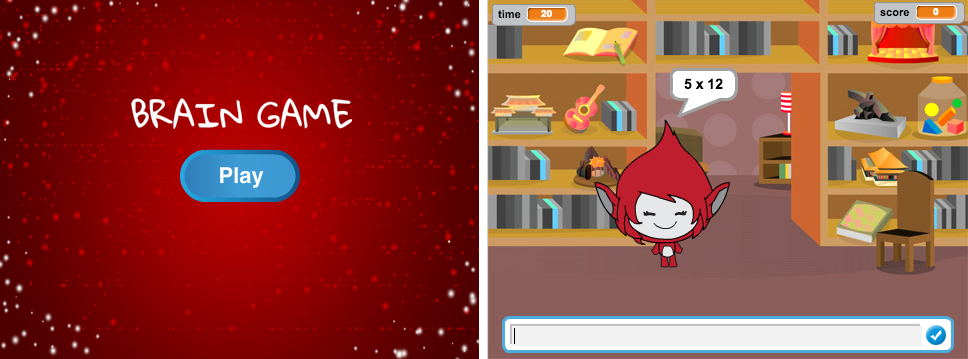 BRAIN GAME
Play
time 20
score 0
5 x 12